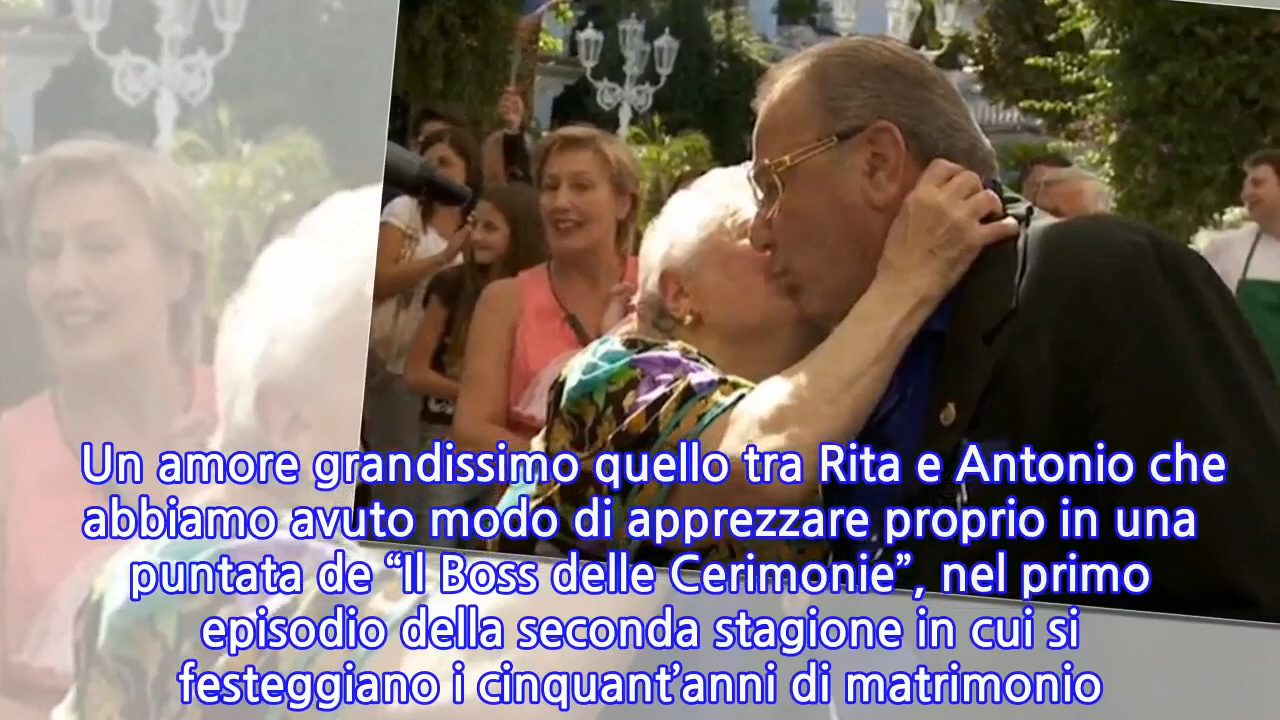 Un amore grandissimo quello tra Rita e Antonio che
abbiamo avuto modo di apprezzare proprio in una
puntata de “Il Boss delle Cerimonie”, nel primo
episodio della seconda stagione in cui si
festeggiano i cinquant’anni di matrimonio